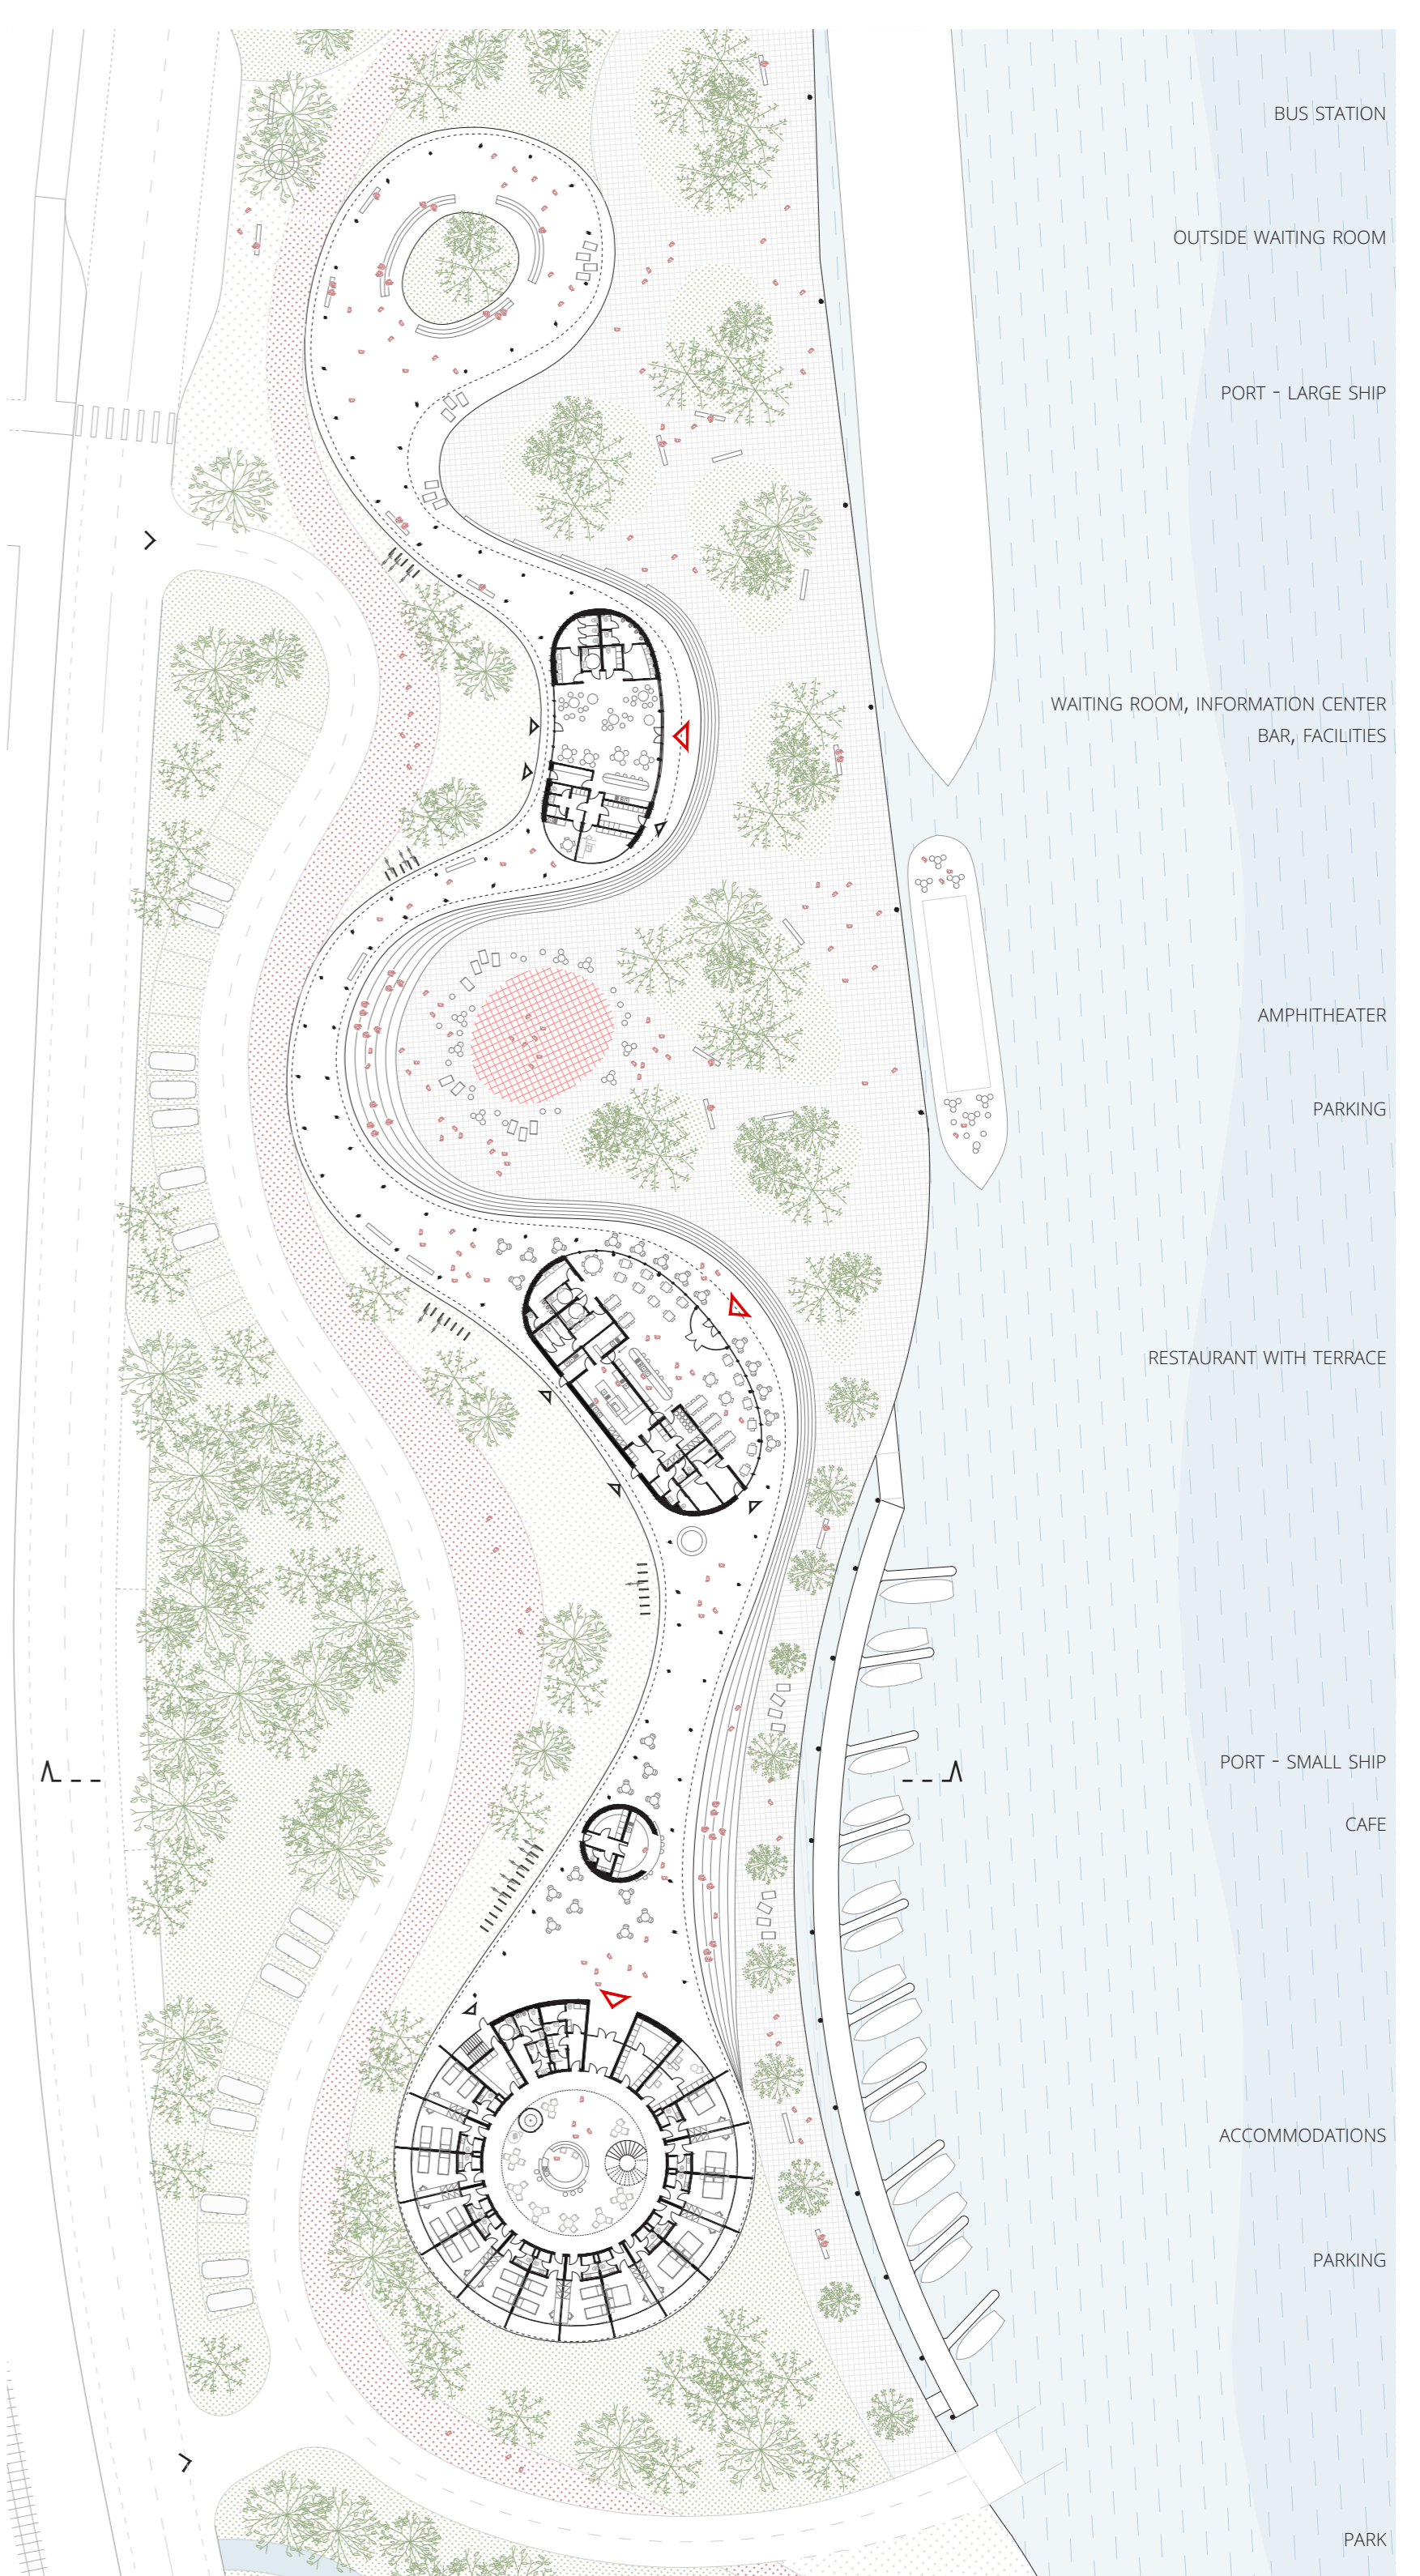 BUS STATION
OUTSIDE WAITING ROOM
PORT - LARGE SHIP
WAITING ROOM, INFORMATION CENTER
BAR, FACILITIES
AMPHITHEATER
PARKING
RESTAURANT WITH TERRACE
PORT - SMALL SHIP
CAFE
ACCOMMODATIONS
PARKING
PARK